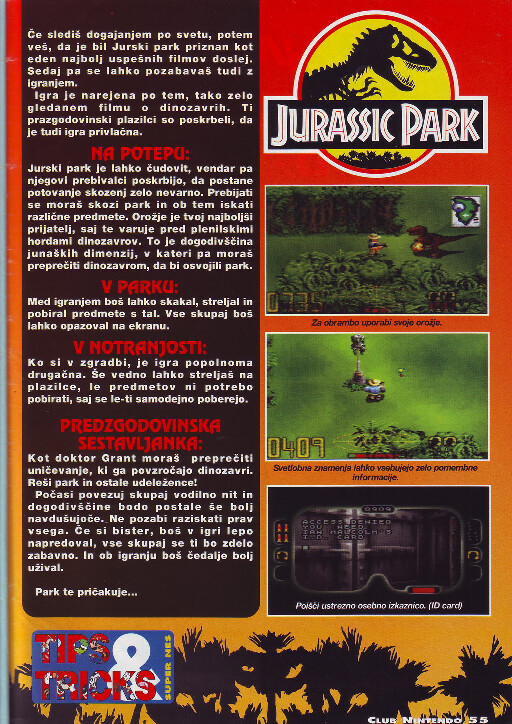 Če slediš dogajanjem po svetu, potem
veš, da je bil Jurski park priznan kot
eden najbolj uspešnih filmov doslej.
Sedaj pa se lahko pozabavaš tudi z
igranjem.
Igra je narejena po tem, tako zelo
gledanem filmu o dinozavrih. Ti
prazgodovinski plazilci so poskrbeli, da
je tudi igra privlačna.
NA POTEPU:
Jurski park je lahko čudovit, vendar pa
njegovi prebivalci poskrbijo, da postane
potovanje skozenj zelo nevarno. Prebijati
se moraš skozi park in ob tem iskati
različne predmete. Orožje je tvoj najboljši
prijatelj, saj te varuje pred plenilskimi
hordami dinozavrov. To je dogodivščina
junaških dimenzij, v kateri pa moraš
preprečiti dinozavrom, da bi osvojili park.
V PARKU:
Med igranjem boš lahko skakal, streljal in
pobiral predmete s tal. Vse skupaj boš
lahko opazoval na ekranu.
V NOTRANJOSTI:
Ko si v zgradbi, je igra popolnoma
drugačna. Še vedno lahko streljaš na
plazilce, le predmetov ni potrebo
pobirati, saj se le-ti samodejno poberejo.
PREDZGODOVINSKA
SESTAVLJANKA:
Kot doktor Grant moraš preprečiti
uničevanje, ki ga povzročajo dinozavri.
Reši park in ostale udeležence!
Počasi povezuj skupaj vodilno nit in
dogodivščine bodo postale še bolj
navdušujoče. Ne pozabi raziskati prav
vsega. Če si bister, boš v igri lepo
napredoval, vse skupaj se ti bo zdelo
zabavno. In ob igranju boš čedalje bolj
užival.
Park te pričakuje...
TIPS
&
TRICKS
SUPER NES
JURASSIC PARK
Za obrambo uporabi svoje orožje.
0409
Svetlobna znamenja lahko vsebujejo zelo pomembne
informacije.
0909
ACCESS DENIED
YOU NEED
IAN MALCOLM'S
I.D. CARD
Poišči ustrezno osebno izkaznico. (ID card)
CLUB NINTENDO 55